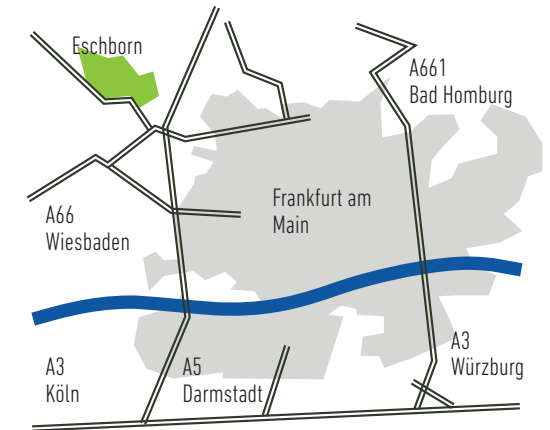 Eschborn
A661
Bad Homburg
Frankfurt am
Main
A66
Wiesbaden
A3
Köln
A5
Darmstadt
A3
Würzburg